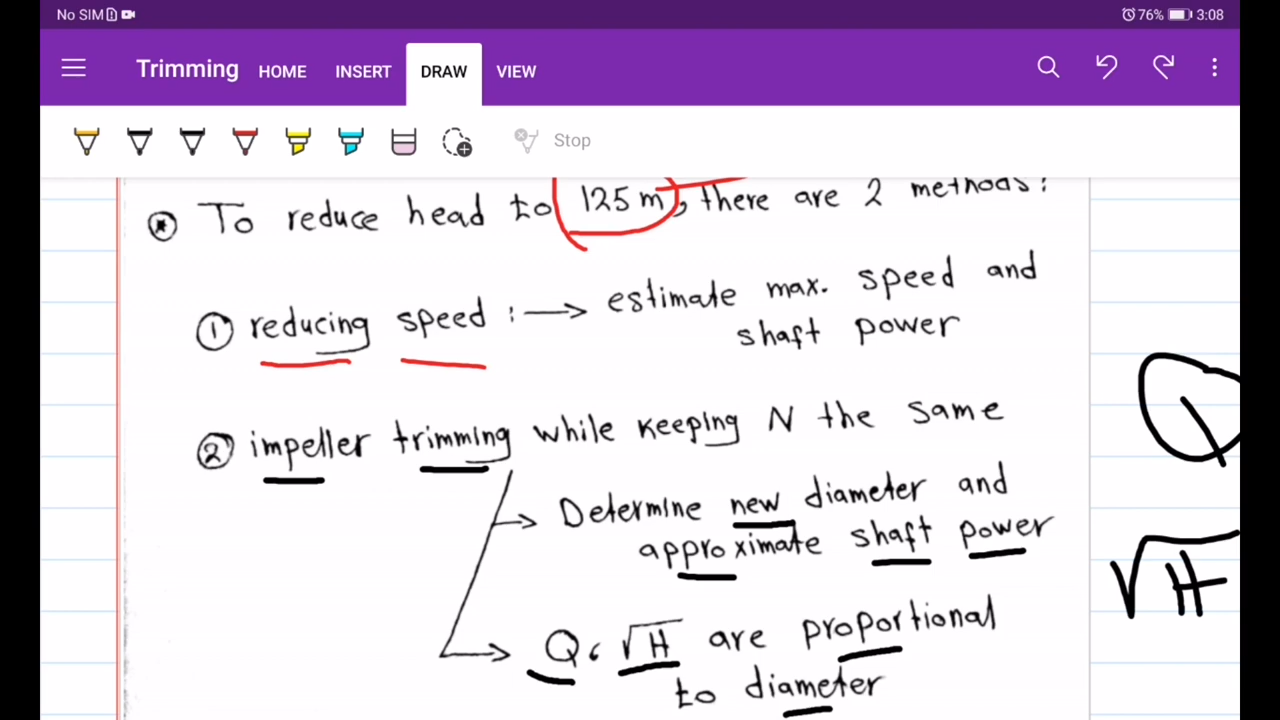 No SIM 76% 3:08
Trimming HOME INSERT DRAW VIEW
Stop
To reduce head to 125 m, there are 2 methods:
① reducing speed : → estimate max. speed and
shaft power
② impeller trimming while keeping N the same
→ Determine new diameter and
approximate shaft power
→ Q, √H are proportional
to diameter
Q
√H